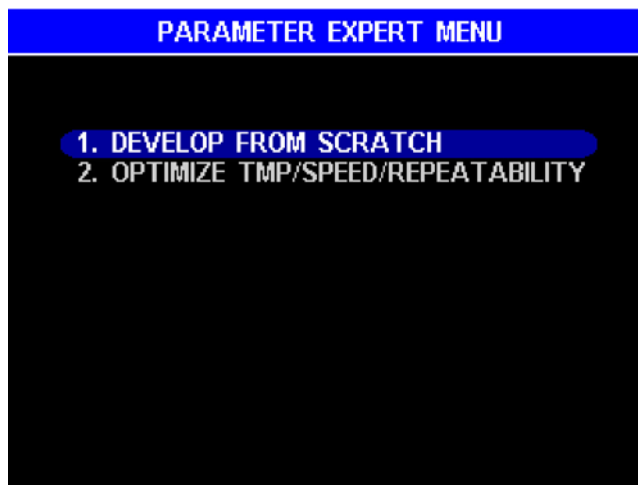 PARAMETER EXPERT MENU
1. DEVELOP FROM SCRATCH
2. OPTIMIZE TMP/SPEED/REPEATABILITY